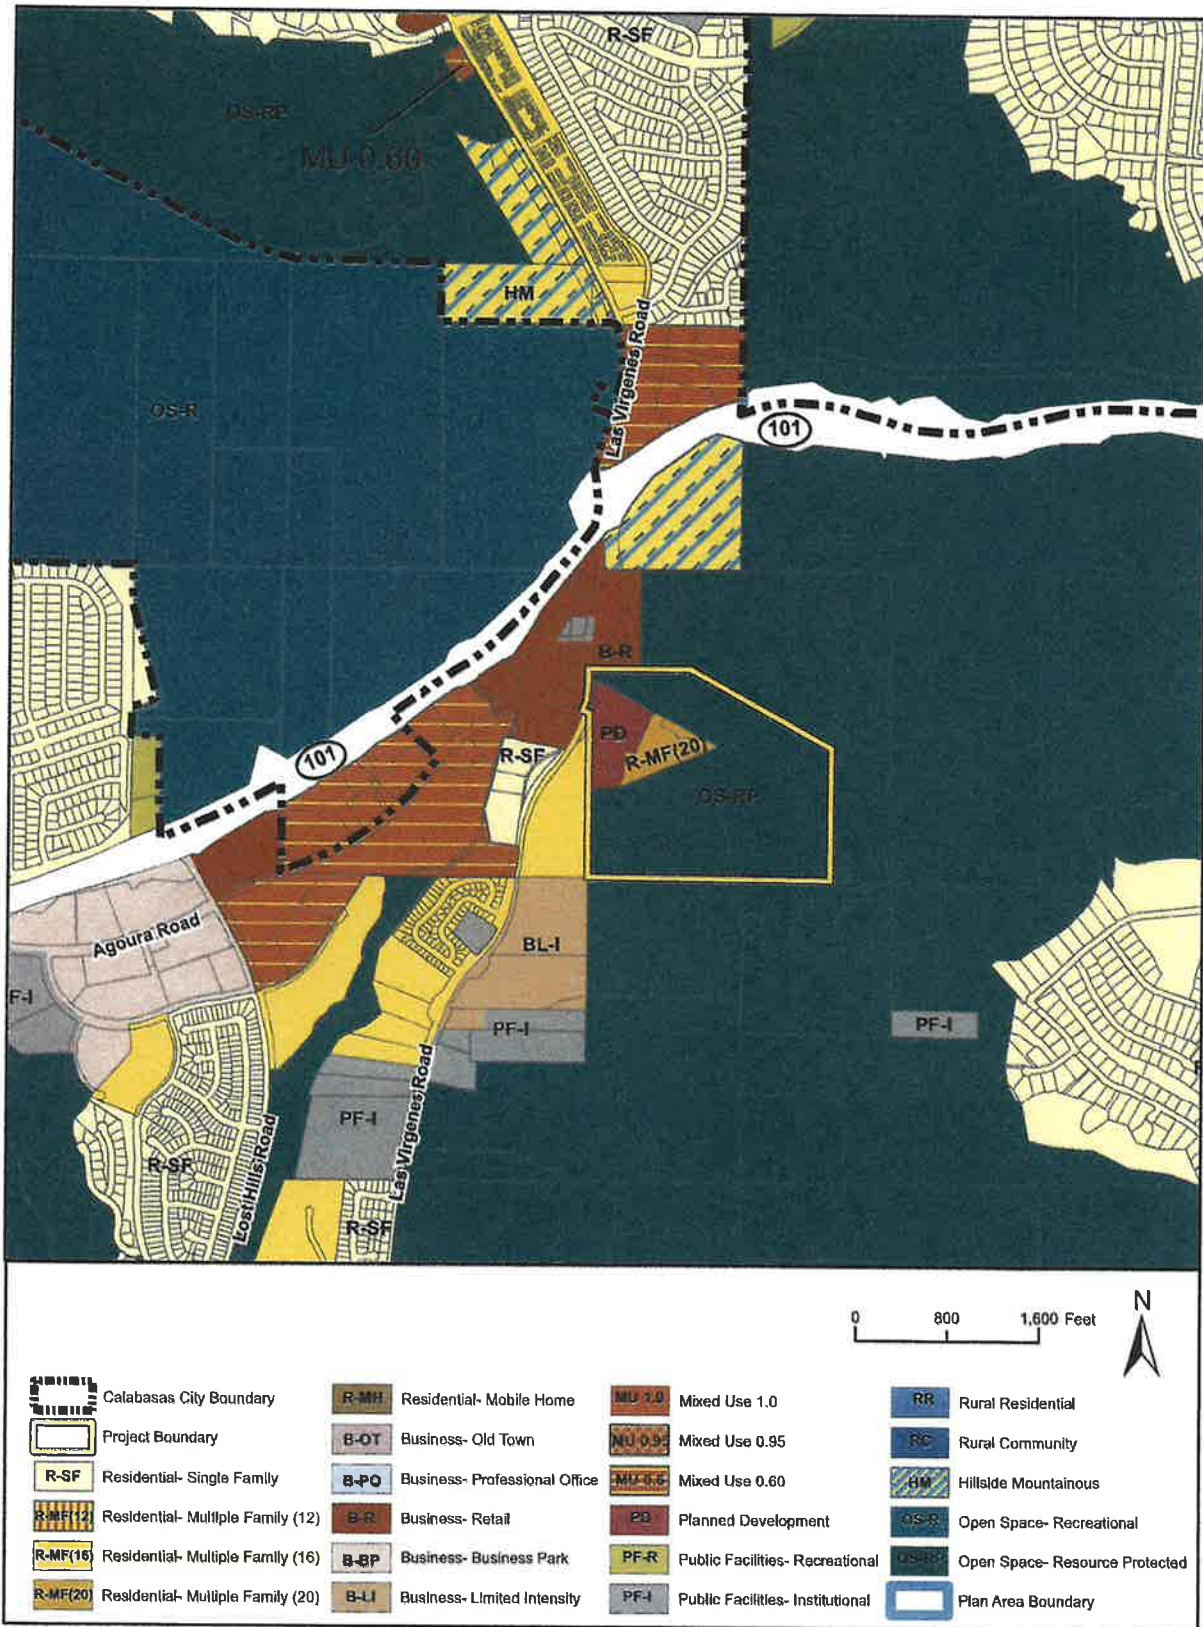 R-SF
OS-RP
MU 0.60
HM
Las Virgenes Road
OS-R
101
B-R
PD
R-MF(20)
R-SF
OS-RP
101
Agoura Road
BL-I
F-I
PF-I
PF-I
PF-I
Las Virgenes Road
R-SF
Lost Hills Road
R-SF
0 800 1,600 Feet
N
Calabasas City Boundary
Project Boundary
R-SF Residential- Single Family
R-MF(12) Residential- Multiple Family (12)
R-MF(16) Residential- Multiple Family (16)
R-MF(20) Residential- Multiple Family (20)
R-MH Residential- Mobile Home
B-OT Business- Old Town
B-PO Business- Professional Office
B-R Business- Retail
B-BP Business- Business Park
B-LI Business- Limited Intensity
MU 1.0 Mixed Use 1.0
MU 0.95 Mixed Use 0.95
MU 0.6 Mixed Use 0.60
PD Planned Development
PF-R Public Facilities- Recreational
PF-I Public Facilities- Institutional
RR Rural Residential
RC Rural Community
HM Hillside Mountainous
OS-R Open Space- Recreational
OS-RP Open Space- Resource Protected
Plan Area Boundary